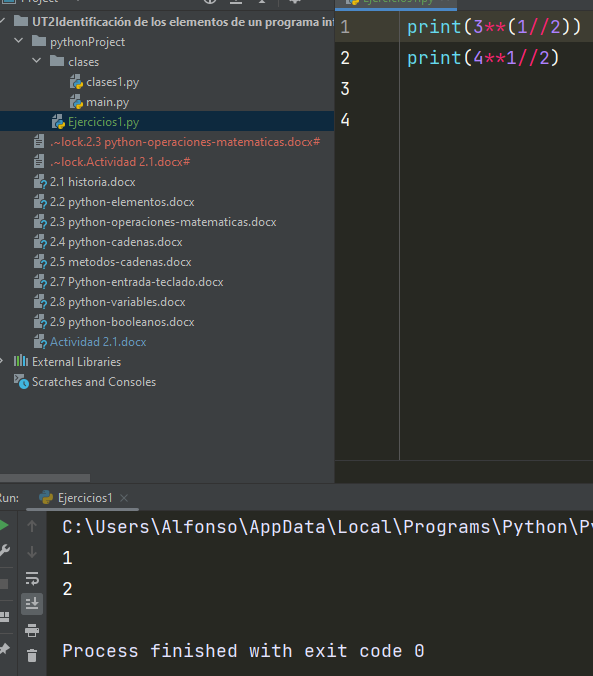 Project
UT2Identificación de los elementos de un programa inf
pythonProject
clases
clases1.py
main.py
Ejercicios1.py
.~lock.2.3 python-operaciones-matematicas.docx#
.~lock.Actividad 2.1.docx#
2.1 historia.docx
2.2 python-elementos.docx
2.3 python-operaciones-matematicas.docx
2.4 python-cadenas.docx
2.5 metodos-cadenas.docx
2.7 Python-entrada-teclado.docx
2.8 python-variables.docx
2.9 python-booleanos.docx
Actividad 2.1.docx
External Libraries
Scratches and Consoles
Ejercicios1.py
1 print(3**(1//2))
2 print(4**1//2)
3
4
Run: Ejercicios1
C:\Users\Alfonso\AppData\Local\Programs\Python\Py
1
2
Process finished with exit code 0